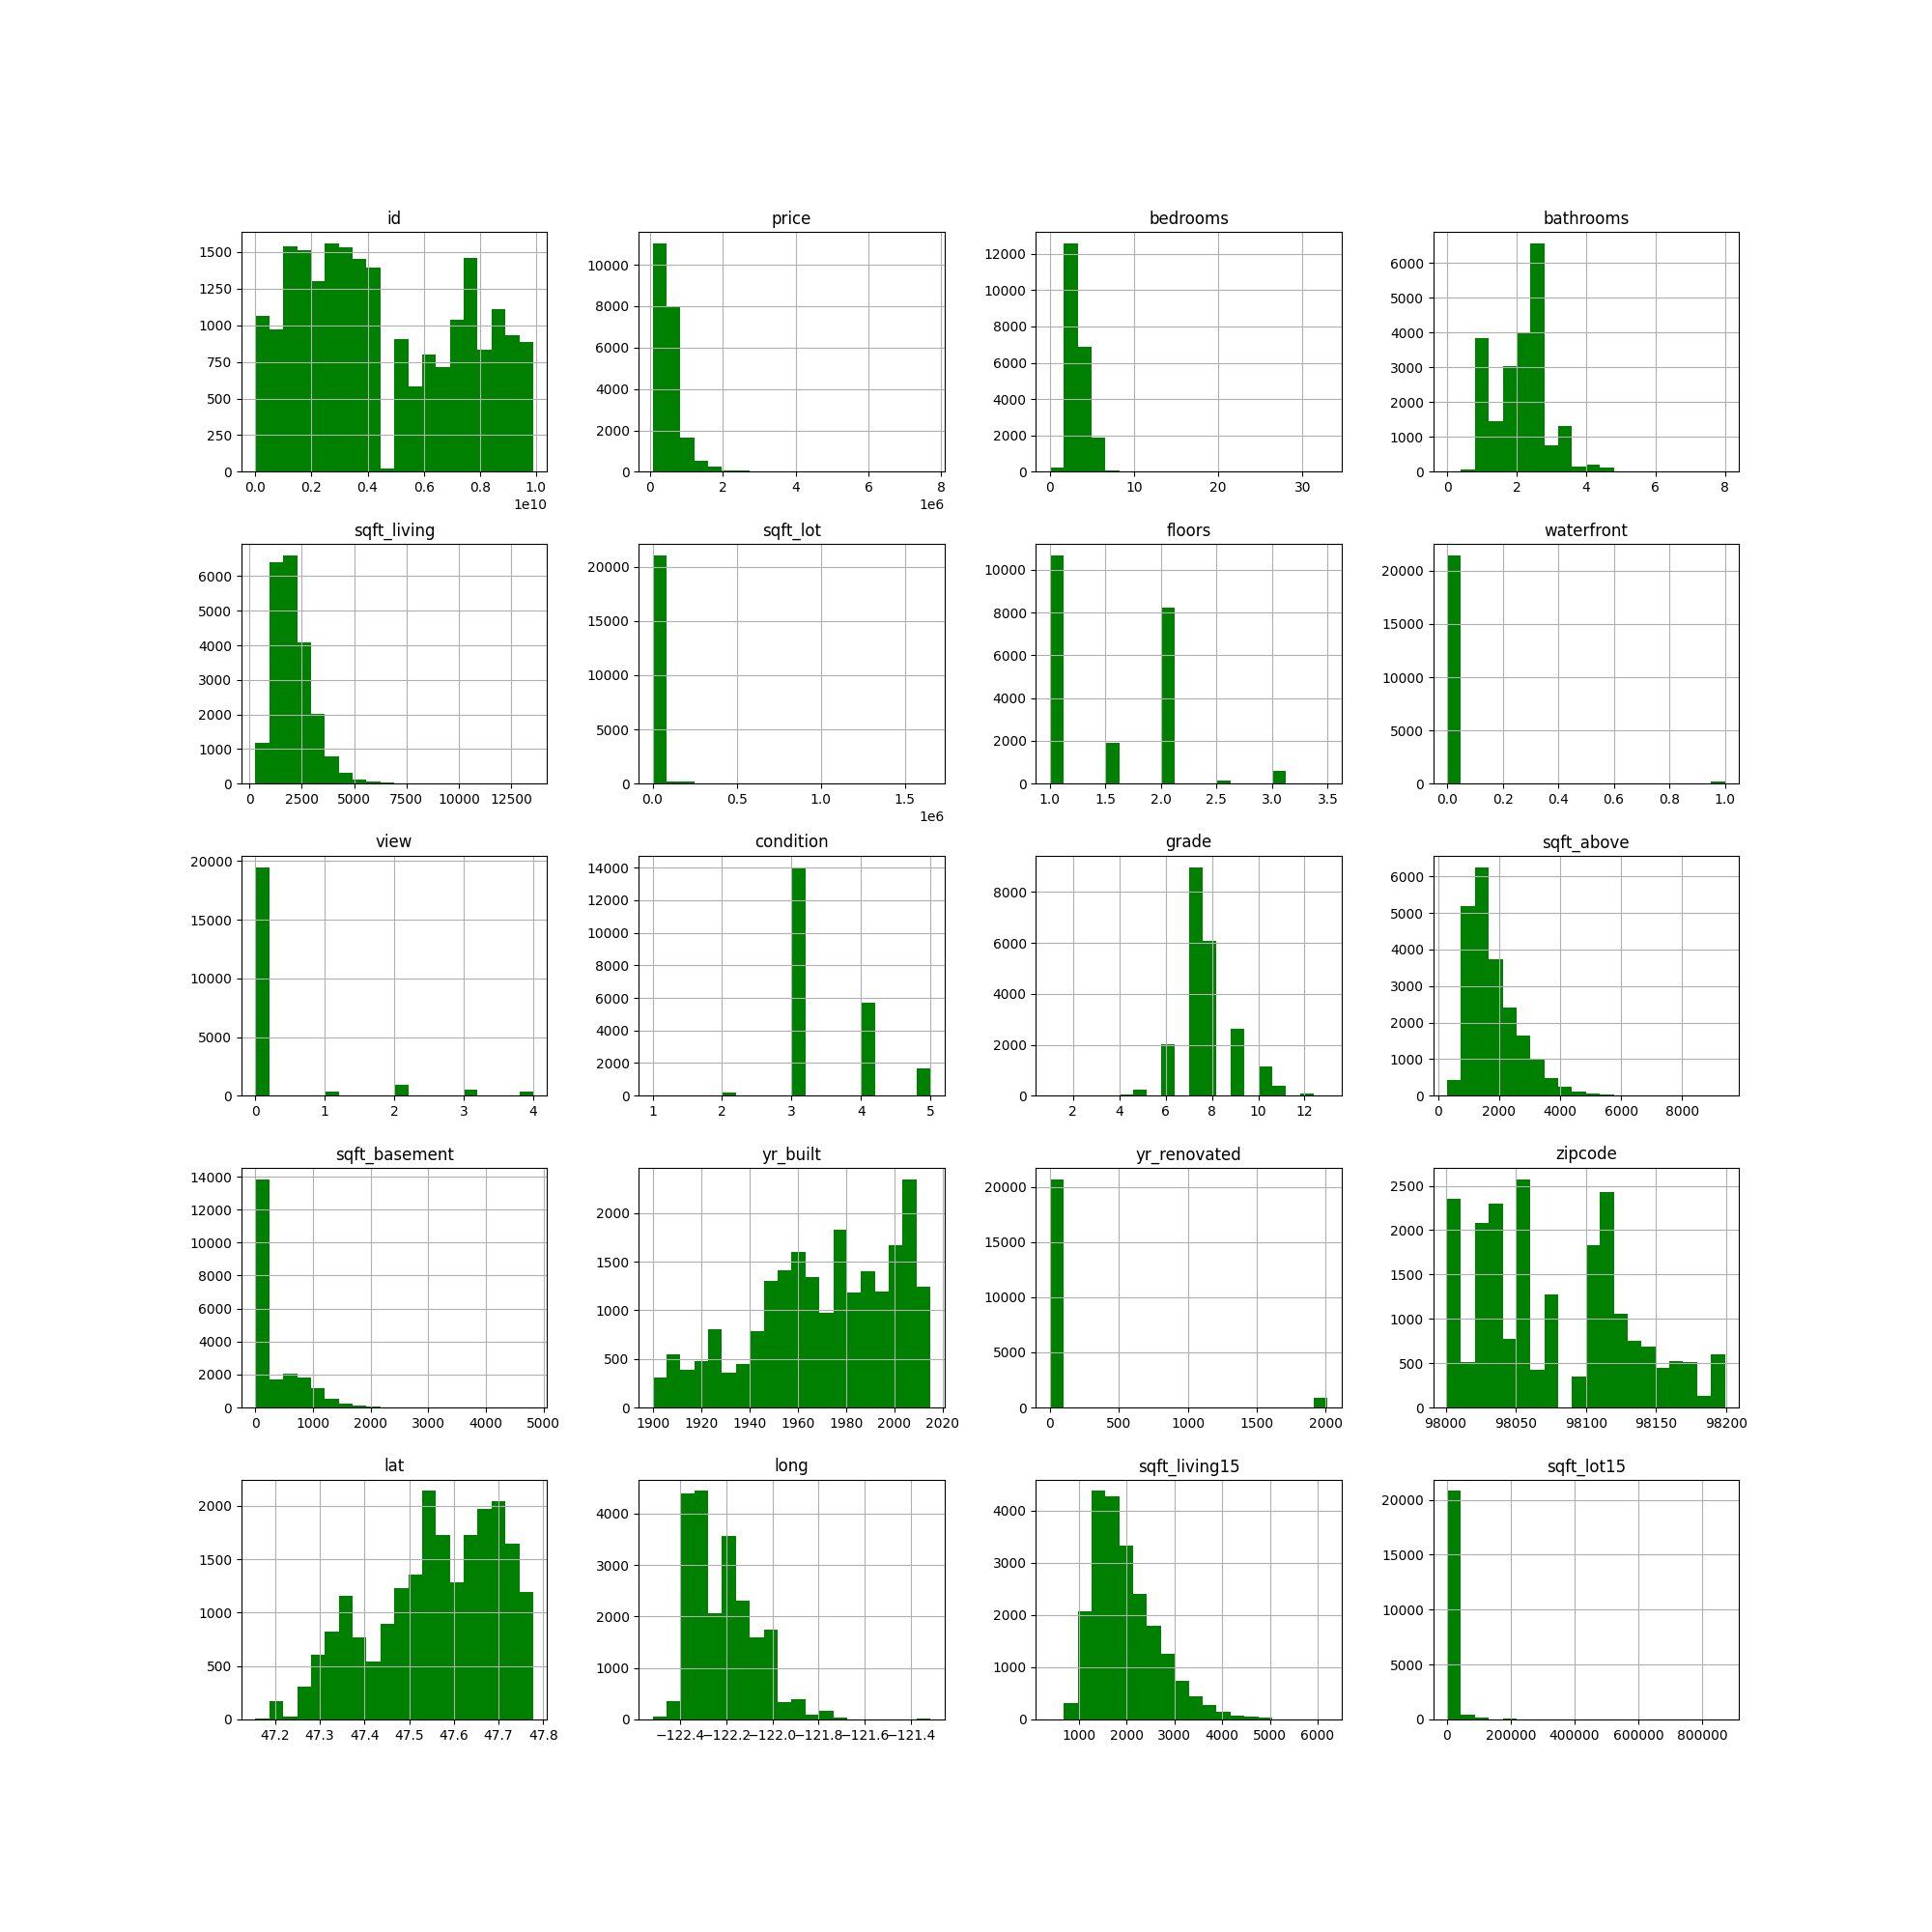 id
1500
1250
1000
750
500
250
0
0.0 0.2 0.4 0.6 0.8 1.0
1e10
price
10000
8000
6000
4000
2000
0
0 2 4 6 8
1e6
bedrooms
12000
10000
8000
6000
4000
2000
0
0 10 20 30
bathrooms
6000
5000
4000
3000
2000
1000
0
0 2 4 6 8
sqft_living
6000
5000
4000
3000
2000
1000
0
0 2500 5000 7500 10000 12500
sqft_lot
20000
15000
10000
5000
0
0.0 0.5 1.0 1.5
1e6
floors
10000
8000
6000
4000
2000
0
1.0 1.5 2.0 2.5 3.0 3.5
waterfront
20000
15000
10000
5000
0
0.0 0.2 0.4 0.6 0.8 1.0
view
20000
15000
10000
5000
0
0 1 2 3 4
condition
14000
12000
10000
8000
6000
4000
2000
0
1 2 3 4 5
grade
8000
6000
4000
2000
0
2 4 6 8 10 12
sqft_above
6000
5000
4000
3000
2000
1000
0
0 2000 4000 6000 8000
sqft_basement
14000
12000
10000
8000
6000
4000
2000
0
0 1000 2000 3000 4000 5000
yr_built
2000
1500
1000
500
0
1900 1920 1940 1960 1980 2000 2020
yr_renovated
20000
15000
10000
5000
0
0 500 1000 1500 2000
zipcode
2500
2000
1500
1000
500
0
98000 98050 98100 98150 98200
lat
2000
1500
1000
500
0
47.2 47.3 47.4 47.5 47.6 47.7 47.8
long
4000
3000
2000
1000
0
−122.4 −122.2 −122.0 −121.8 −121.6 −121.4
sqft_living15
4000
3000
2000
1000
0
1000 2000 3000 4000 5000 6000
sqft_lot15
20000
15000
10000
5000
0
0 200000 400000 600000 800000